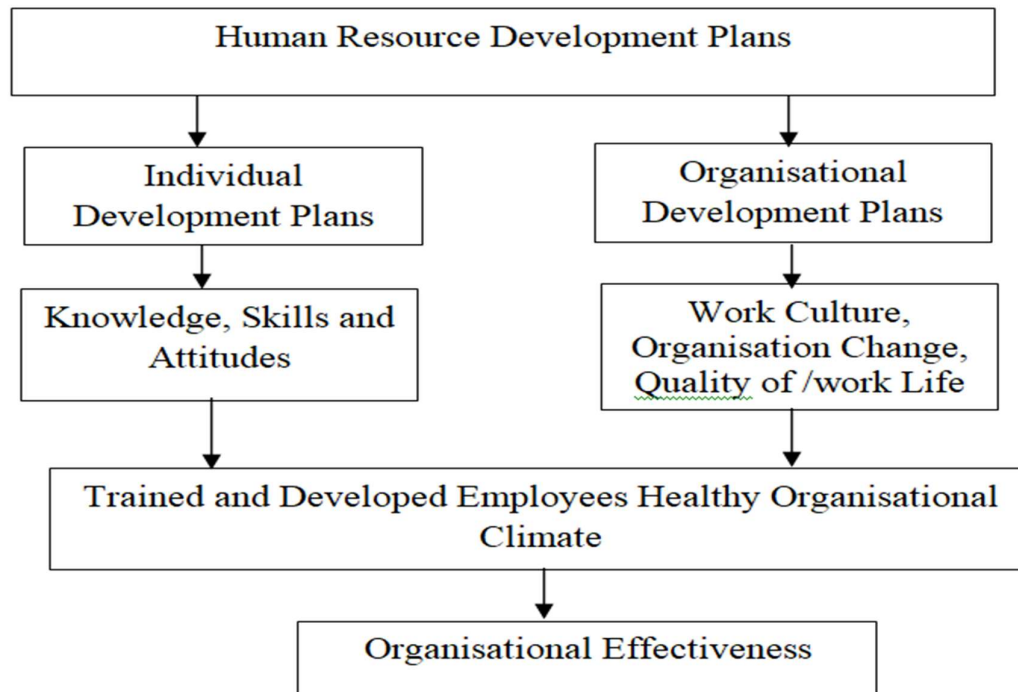 Human Resource Development Plans
Individual
Development Plans
Organisational
Development Plans
Knowledge, Skills and
Attitudes
Work Culture,
Organisation Change,
Quality of /work Life
Trained and Developed Employees Healthy Organisational
Climate
Organisational Effectiveness